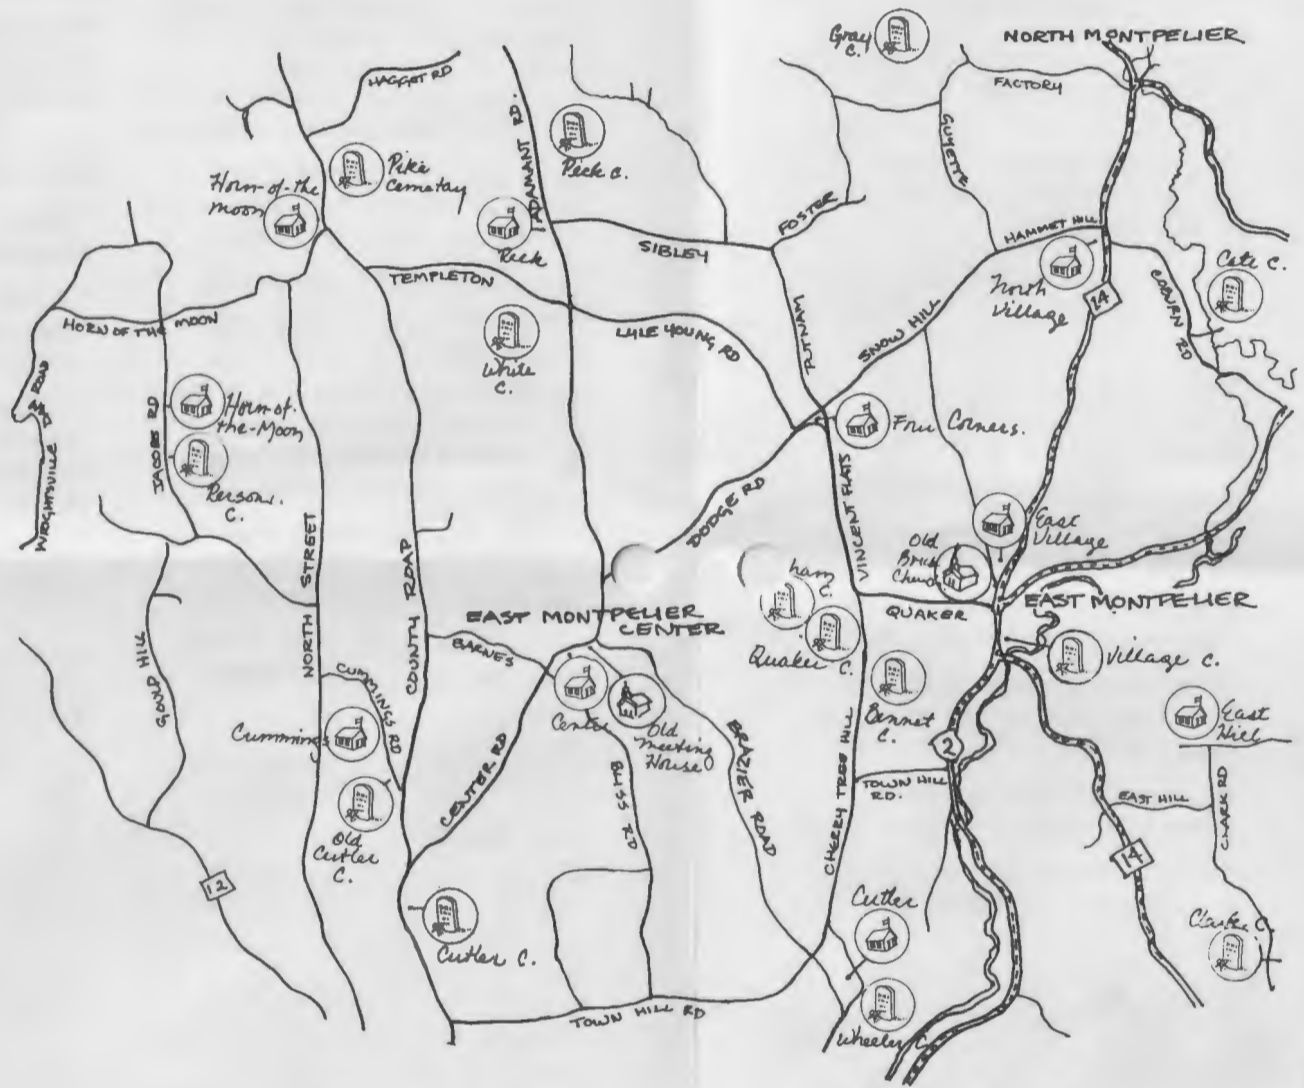 Gray
C.
NORTH MONTPELIER
HAGGET RD
FACTORY
ADAMANT RD.
GUYETTE
Peck C.
Pike
Cemetery
Horn-of-the
Moon
Peck
FOSTER
SIBLEY
HAMMET HILL
TEMPLETON
North
Village
14
COBURN RD
Cate C.
HORN OF THE MOON
White
C.
LYLE YOUNG RD
PUTNAM
SNOW HILL
ROAD
WRIGHTSVILLE
JACOBS RD
Horn-of-
the-Moon
Person.
C.
Four Corners.
DODGE RD
VINCENT FLATS
East
Village
Old
Brick
NORTH STREET
COUNTY ROAD
EAST MONTPELIER
CENTER
ham
C.
Quaker C.
QUAKER
EAST MONTPELIER
GOULD HILL
CUMMINGS RD
BARNES
Center
Old
Meeting
House
Village C.
Bennet
C.
East
Hill
Cummings
CENTER RD
BLISS RD
BRAZIER ROAD
CHERRY TREE HILL
2
TOWN HILL
RD.
EAST HILL
CLARK RD
Old
Cutler
C.
12
14
Cutler C.
Cutler
Wheeler C.
TOWN HILL RD